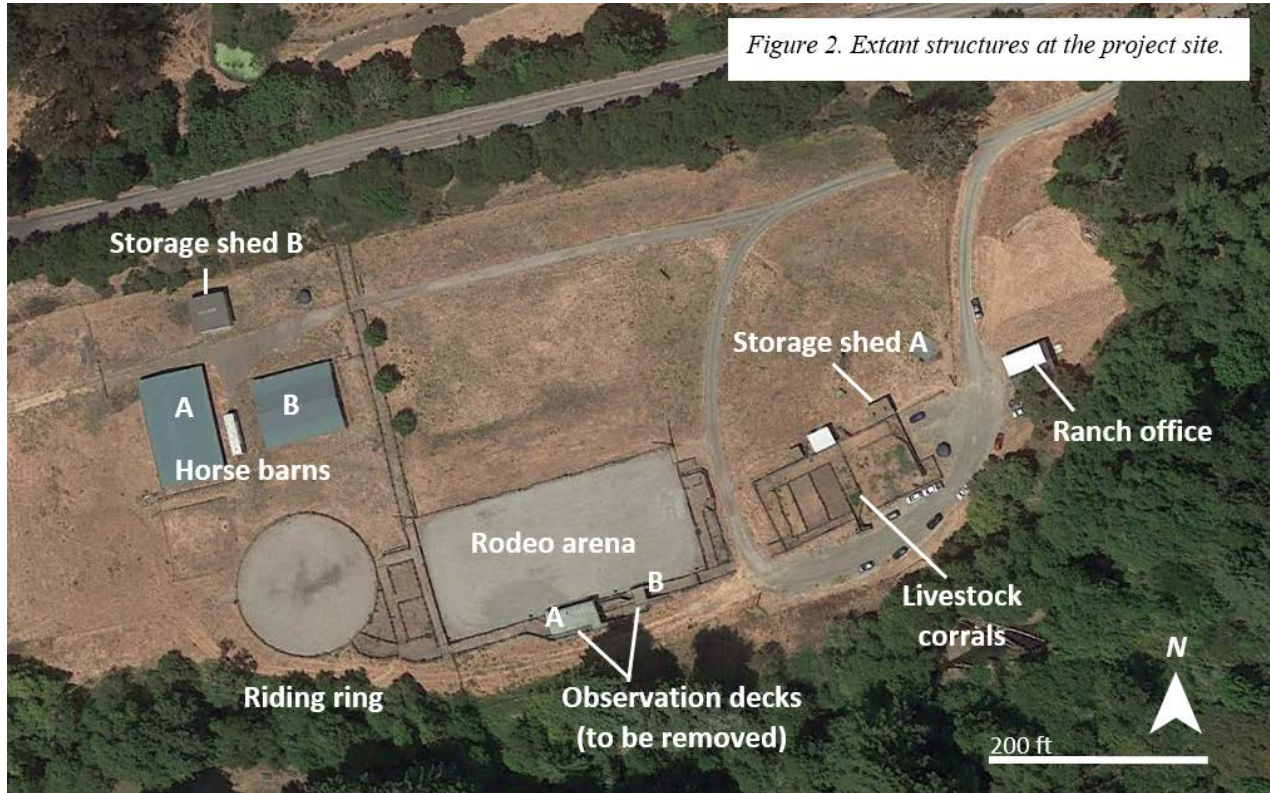 Figure 2. Extant structures at the project site.
Storage shed B
Storage shed A
A
B
Ranch office
Horse barns
Rodeo arena
B
A
Livestock
corrals
Riding ring
Observation decks
(to be removed)
N
200 ft